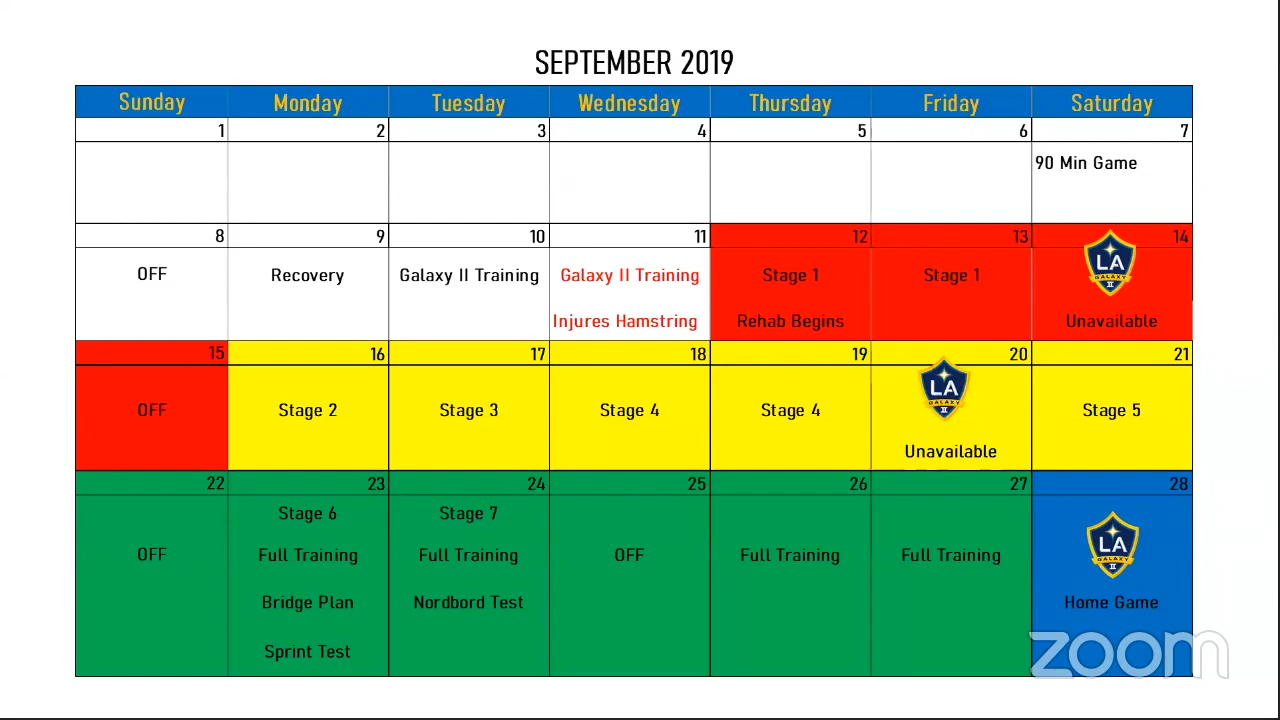 SEPTEMBER 2019
Sunday Monday Tuesday Wednesday Thursday Friday Saturday
1 2 3 4 5 6 7
90 Min Game
8 9 10 11 12 13 14
LA
GALAXY
II
OFF Recovery Galaxy II Training Galaxy II Training Stage 1 Stage 1
Injures Hamstring Rehab Begins Unavailable
15 16 17 18 19 20 21
LA
GALAXY
II
OFF Stage 2 Stage 3 Stage 4 Stage 4 Stage 5
Unavailable
22 23 24 25 26 27 28
Stage 6 Stage 7
LA
GALAXY
II
OFF Full Training Full Training OFF Full Training Full Training
Bridge Plan Nordbord Test Home Game
Sprint Test
zoom